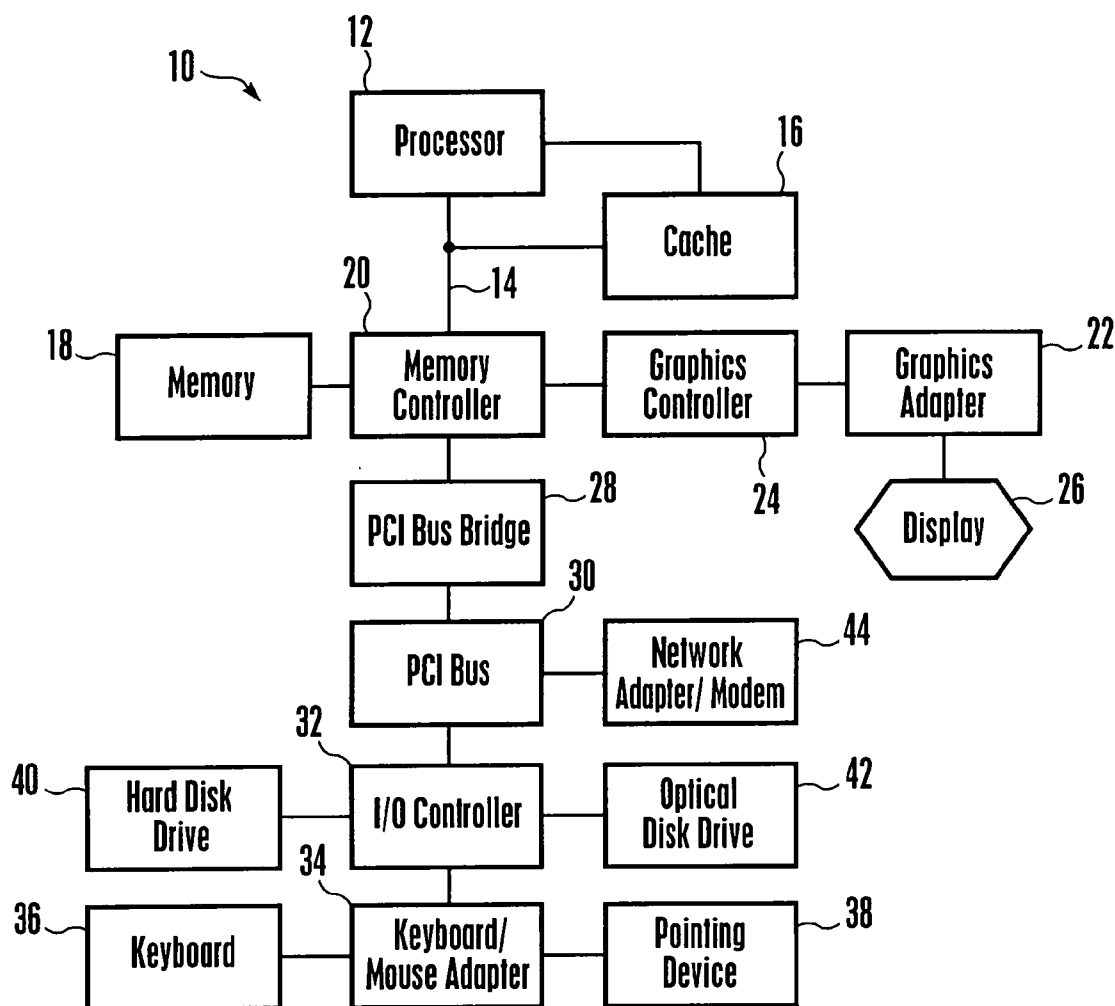 12
10
Processor
16
Cache
20
14
18
Memory
Memory
Controller
Graphics
Controller
22
Graphics
Adapter
28
24
26
PCI Bus Bridge
Display
30
PCI Bus
44
Network
Adapter/ Modem
32
40
Hard Disk
Drive
I/O Controller
42
Optical
Disk Drive
34
36
Keyboard
Keyboard/
Mouse Adapter
38
Pointing
Device